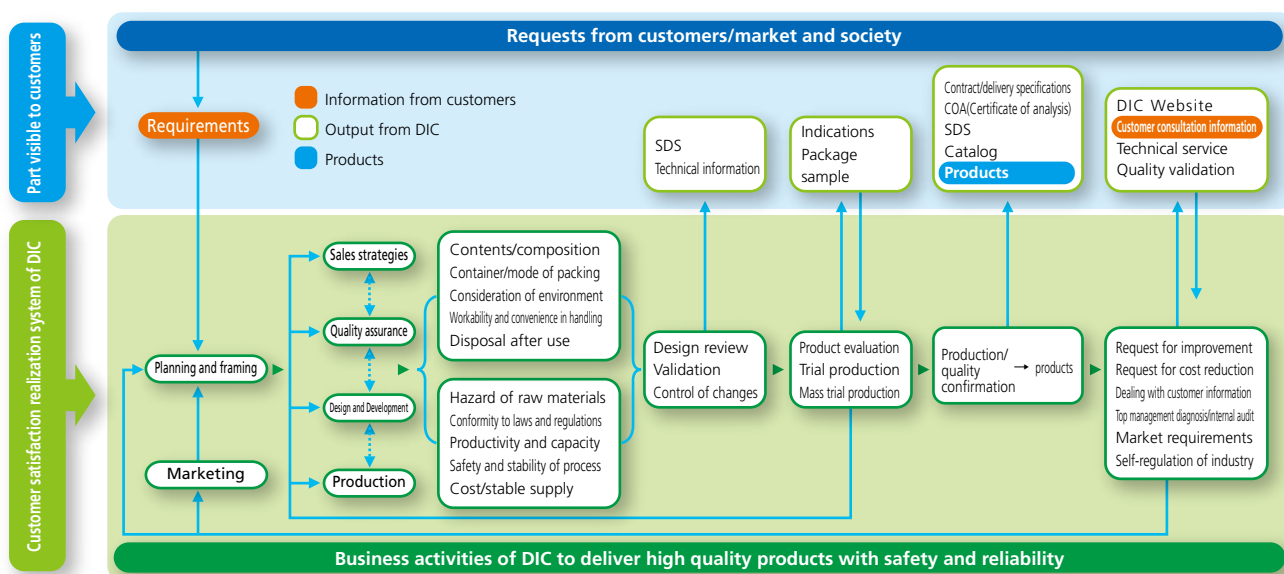 Part visible to customers
Requests from customers/market and society
Requirements
Information from customers
Output from DIC
Products
SDS
Technical information
Indications
Package
sample
Contract/delivery specifications
COA(Certificate of analysis)
SDS
Catalog
Products
DIC Website
Customer consultation information
Technical service
Quality validation
Customer satisfaction realization system of DIC
Planning and framing
Marketing
Sales strategies
Quality assurance
Design and Development
Production
Contents/composition
Container/mode of packing
Consideration of environment
Workability and convenience in handling
Disposal after use
Hazard of raw materials
Conformity to laws and regulations
Productivity and capacity
Safety and stability of process
Cost/stable supply
Design review
Validation
Control of changes
Product evaluation
Trial production
Mass trial production
Production/
quality
confirmation
→ products
Request for improvement
Request for cost reduction
Dealing with customer information
Top management diagnosis/internal audit
Market requirements
Self-regulation of industry
Business activities of DIC to deliver high quality products with safety and reliability